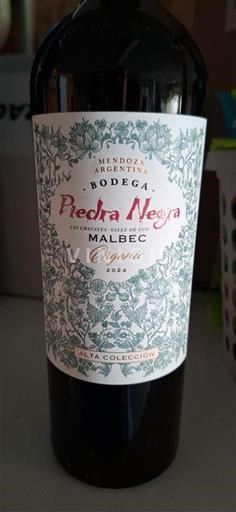 MENDOZA
ARGENTINA
· BODEGA ·
Piedra Negra
LOS CHACAYES VALLE DE UCO
MALBEC
Organic
2024
ALTA COLECCIÓN